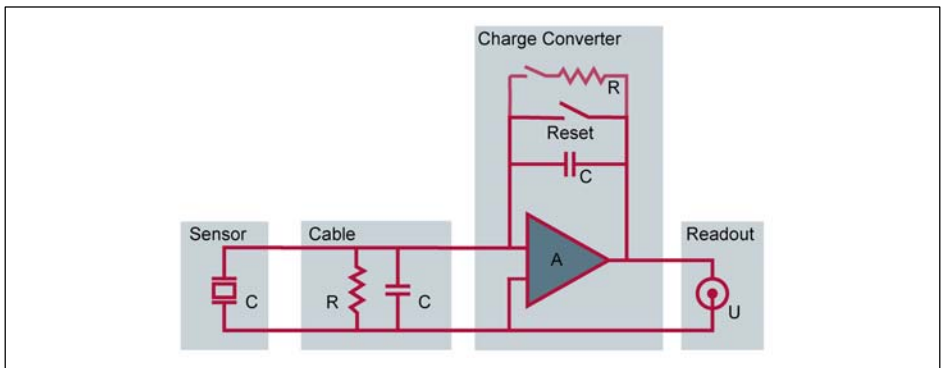 Charge Converter
R
Reset
C
Sensor
Cable
Readout
A
C
R
C
U